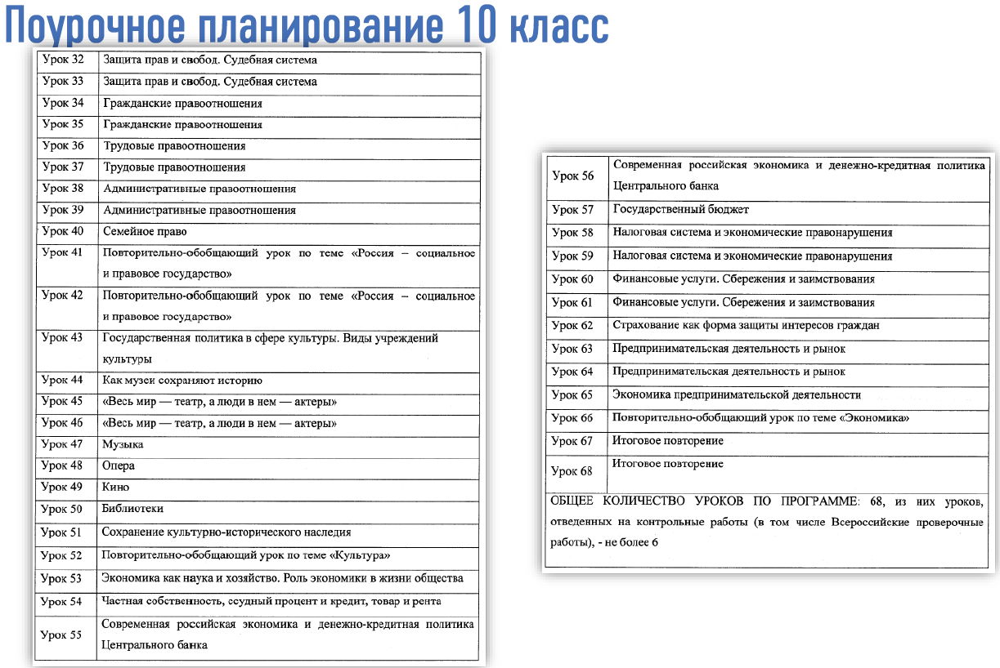 Поурочное планирование 10 класс
Урок 32 Защита прав и свобод. Судебная система
Урок 33 Защита прав и свобод. Судебная система
Урок 34 Гражданские правоотношения
Урок 35 Гражданские правоотношения
Урок 36 Трудовые правоотношения
Урок 37 Трудовые правоотношения
Урок 38 Административные правоотношения
Урок 39 Административные правоотношения
Урок 40 Семейное право
Урок 41 Повторительно-обобщающий урок по теме «Россия – социальное
и правовое государство»
Урок 42 Повторительно-обобщающий урок по теме «Россия – социальное
и правовое государство»
Урок 43 Государственная политика в сфере культуры. Виды учреждений
культуры
Урок 44 Как музеи сохраняют историю
Урок 45 «Весь мир — театр, а люди в нем — актеры»
Урок 46 «Весь мир — театр, а люди в нем — актеры»
Урок 47 Музыка
Урок 48 Опера
Урок 49 Кино
Урок 50 Библиотеки
Урок 51 Сохранение культурно-исторического наследия
Урок 52 Повторительно-обобщающий урок по теме «Культура»
Урок 53 Экономика как наука и хозяйство. Роль экономики в жизни общества
Урок 54 Частная собственность, ссудный процент и кредит, товар и рента
Урок 55 Современная российская экономика и денежно-кредитная политика
Центрального банка
Урок 56 Современная российская экономика и денежно-кредитная политика
Центрального банка
Урок 57 Государственный бюджет
Урок 58 Налоговая система и экономические правонарушения
Урок 59 Налоговая система и экономические правонарушения
Урок 60 Финансовые услуги. Сбережения и заимствования
Урок 61 Финансовые услуги. Сбережения и заимствования
Урок 62 Страхование как форма защиты интересов граждан
Урок 63 Предпринимательская деятельность и рынок
Урок 64 Предпринимательская деятельность и рынок
Урок 65 Экономика предпринимательской деятельности
Урок 66 Повторительно-обобщающий урок по теме «Экономика»
Урок 67 Итоговое повторение
Урок 68 Итоговое повторение
ОБЩЕЕ КОЛИЧЕСТВО УРОКОВ ПО ПРОГРАММЕ: 68, из них уроков,
отведенных на контрольные работы (в том числе Всероссийские проверочные
работы), - не более 6